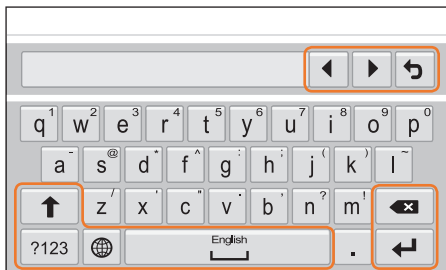 q 1 w 2 e 3 r 4 t 5 y 6 u 7 i 8 o 9 p 0
a - s @ d * f ^ g : h ; j ( k ) l ~
z / x ' c " v . b , n ? m !
?123 English .